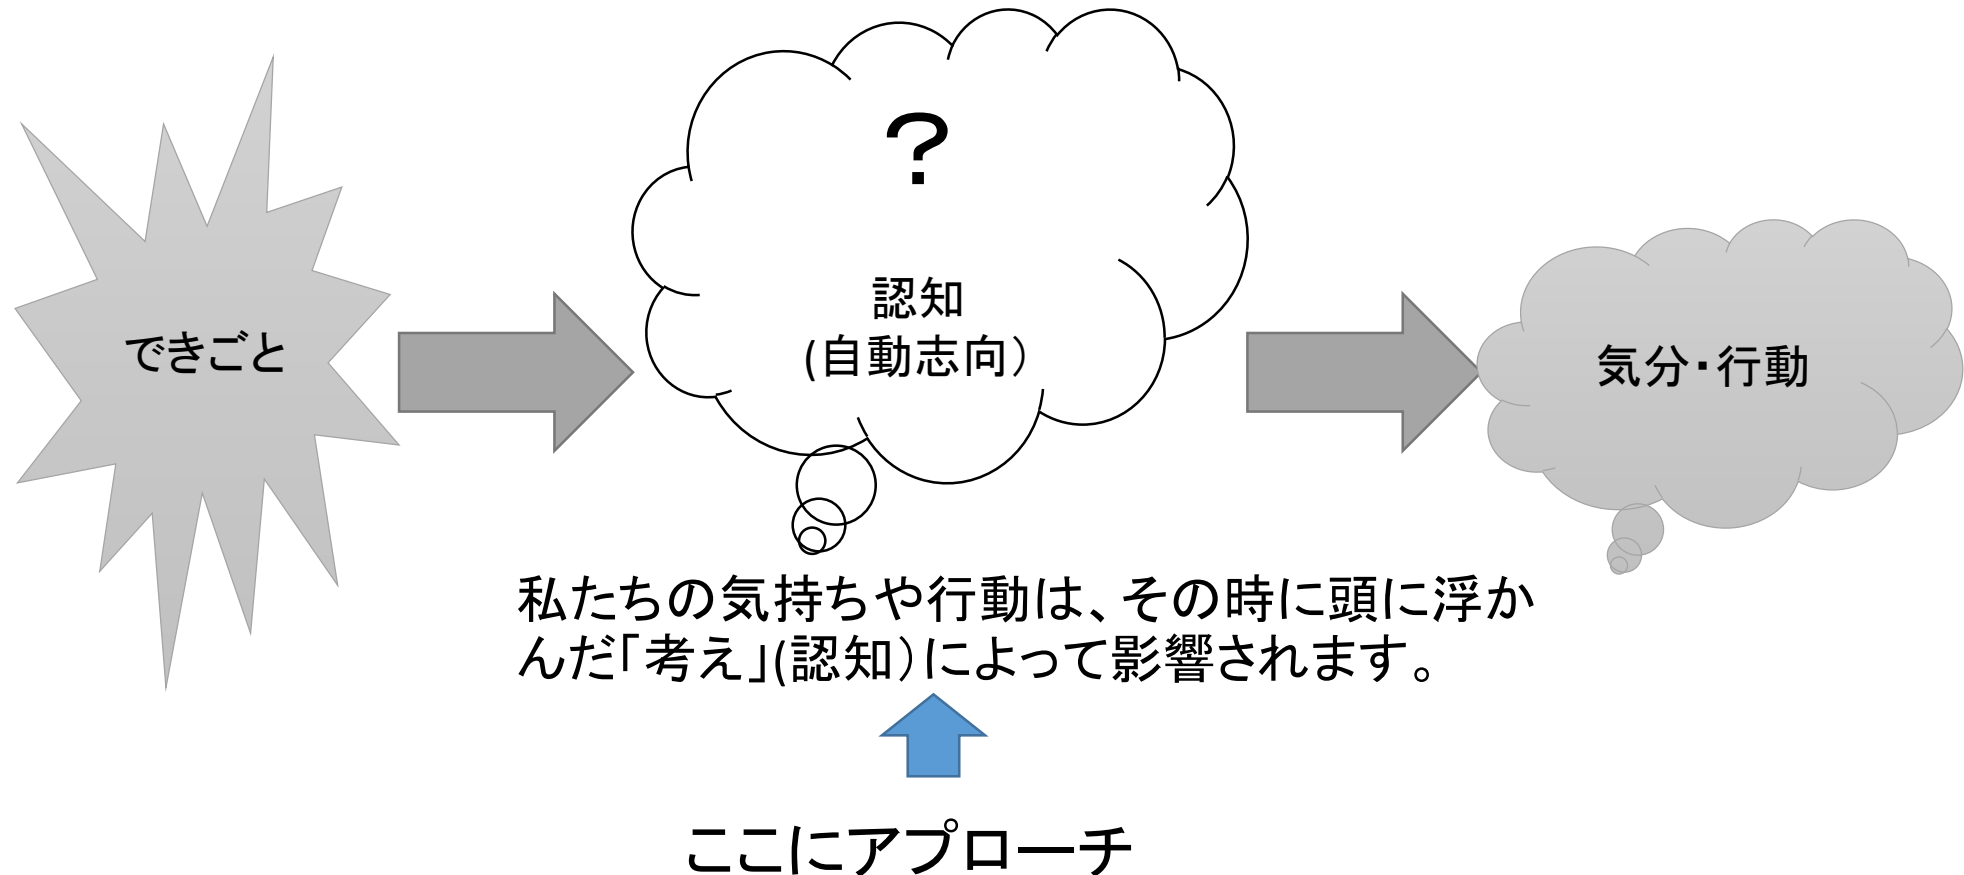 できごと
？
認知
(自動志向）
気分・行動
私たちの気持ちや行動は、その時に頭に浮か
んだ「考え」(認知）によって影響されます。
ここにアプローチ